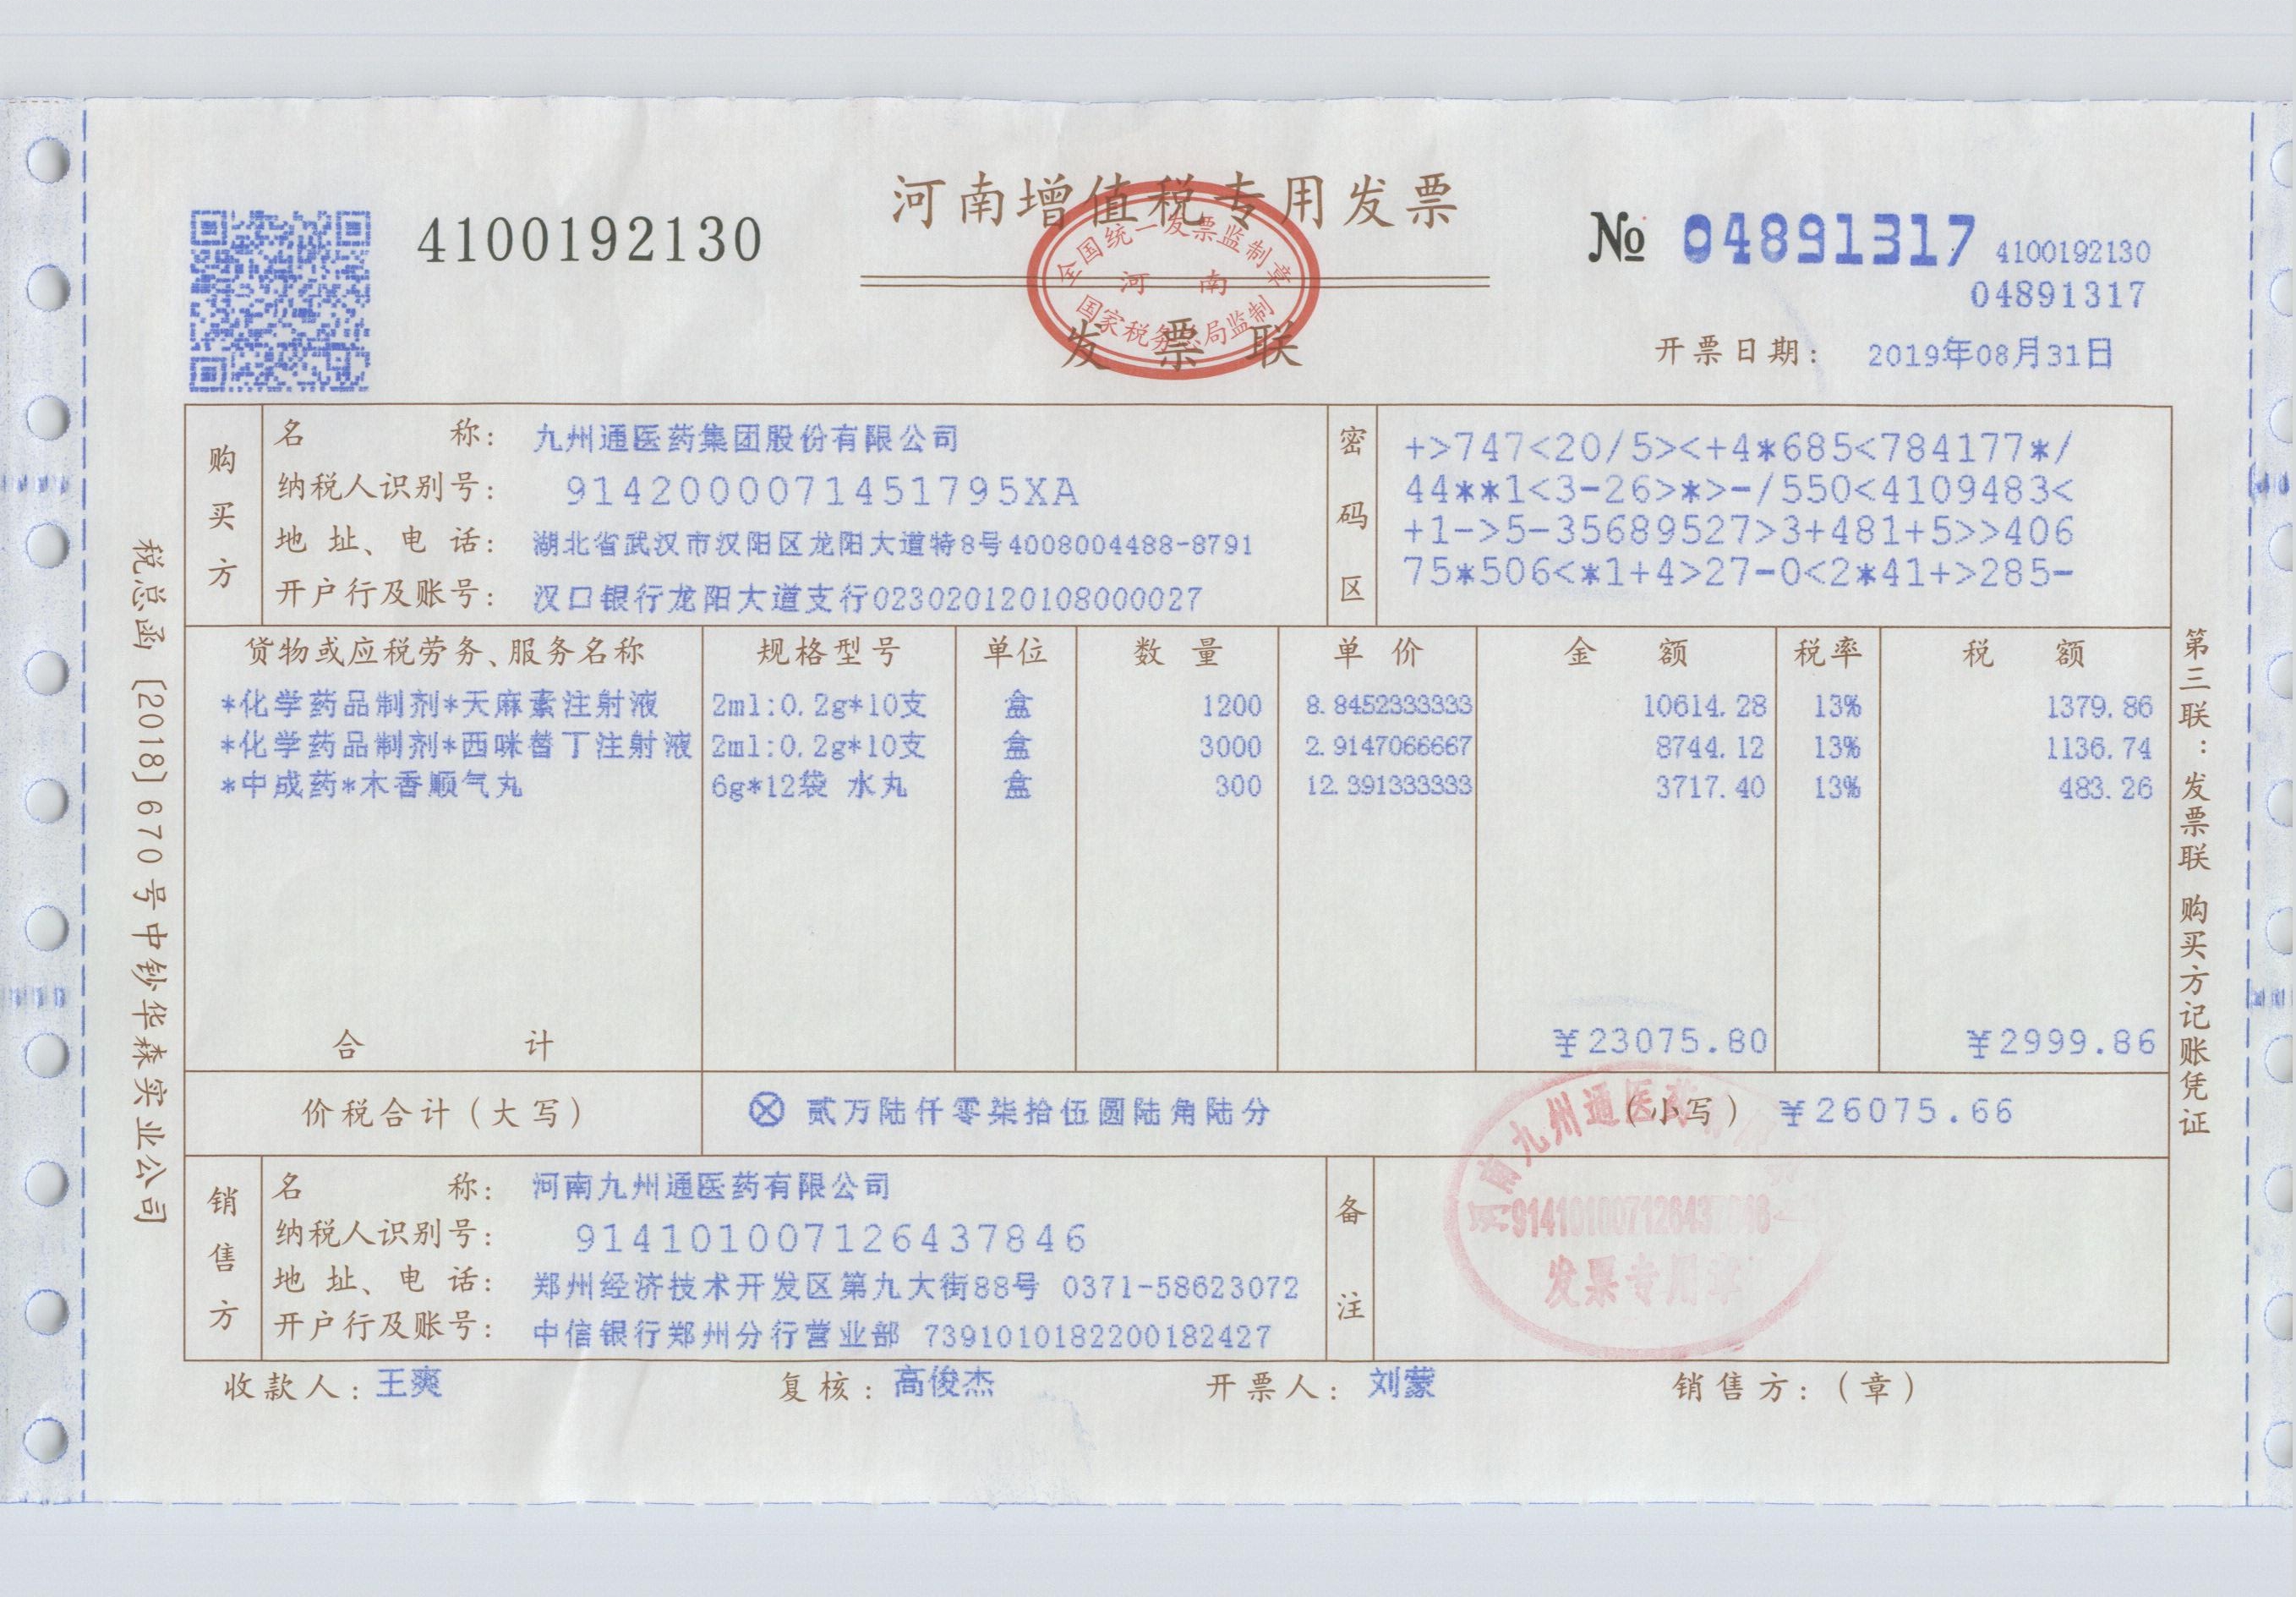 河南增值税专用发票
4100192130
№ 04891317
4100192130
04891317
全国统一发票监制章
河 南
国家税务总局监制
发票联
开票日期： 2019年08月31日
购买方
名 称： 九州通医药集团股份有限公司
纳税人识别号： 91420000714517​95XA
地 址、电 话： 湖北省武汉市汉阳区龙阳大道特8号4008004488-8791
开户行及账号： 汉口银行龙阳大道支行023020120108000027
密码区
+>747<20/5><+4*685<784177*/
44**1<3-26>*>-/550<4109483<
+1->5-35689527>3+481+5>>406
75*506<*1+4>27-0<2*41+>285-
货物或应税劳务、服务名称 规格型号 单位 数 量 单 价 金 额 税率 税 额
*化学药品制剂*天麻素注射液 2ml:0.2g*10支 盒 1200 8.8452333333 10614.28 13% 1379.86
*化学药品制剂*西咪替丁注射液 2ml:0.2g*10支 盒 3000 2.9147066667 8744.12 13% 1136.74
*中成药*木香顺气丸 6g*12袋 水丸 盒 300 12.391333333 3717.40 13% 483.26
合 计 ¥23075.80 ¥2999.86
价税合计（大写） ⊗ 贰万陆仟零柒拾伍圆陆角陆分 （小写） ¥26075.66
销售方
名 称： 河南九州通医药有限公司
纳税人识别号： 914101007126437846
地 址、电 话： 郑州经济技术开发区第九大街88号 0371-58623072
开户行及账号： 中信银行郑州分行营业部 7391010182200182427
备注
河南九州通医药
发票专用章
收款人：王爽 复核：高俊杰 开票人：刘蒙 销售方：（章）
税总函〔2018〕670号中钞华森实业公司
第三联：发票联 购买方记账凭证